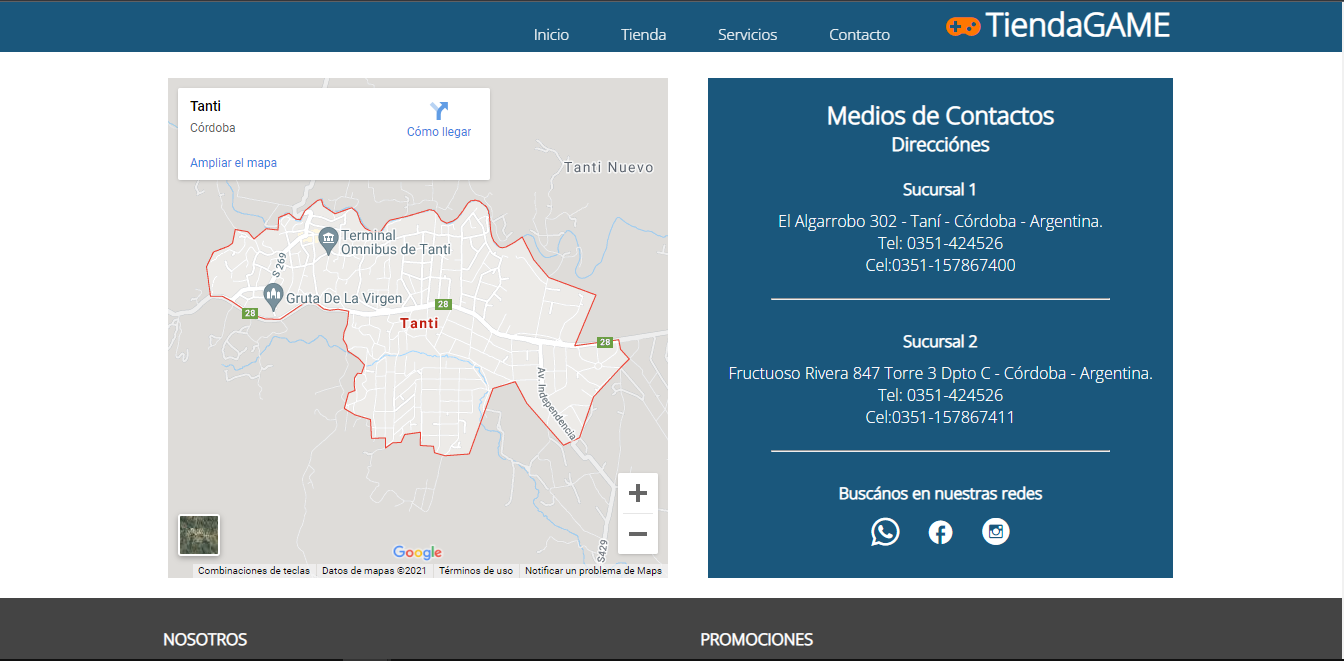 Inicio
Tienda
Servicios
Contacto
TiendaGAME
Tanti
Córdoba
Cómo llegar
Ampliar el mapa
Tanti Nuevo
Terminal
Omnibus de Tanti
S 269
Gruta De La Virgen
28
28
Tanti
28
Av. Independencia
S429
Google
Combinaciones de teclas
Datos de mapas ©2021
Términos de uso
Notificar un problema de Maps
Medios de Contactos
Direcciónes
Sucursal 1
El Algarrobo 302 - Taní - Córdoba - Argentina.
Tel: 0351-424526
Cel:0351-157867400
Sucursal 2
Fructuoso Rivera 847 Torre 3 Dpto C - Córdoba - Argentina.
Tel: 0351-424526
Cel:0351-157867411
Buscános en nuestras redes
NOSOTROS
PROMOCIONES